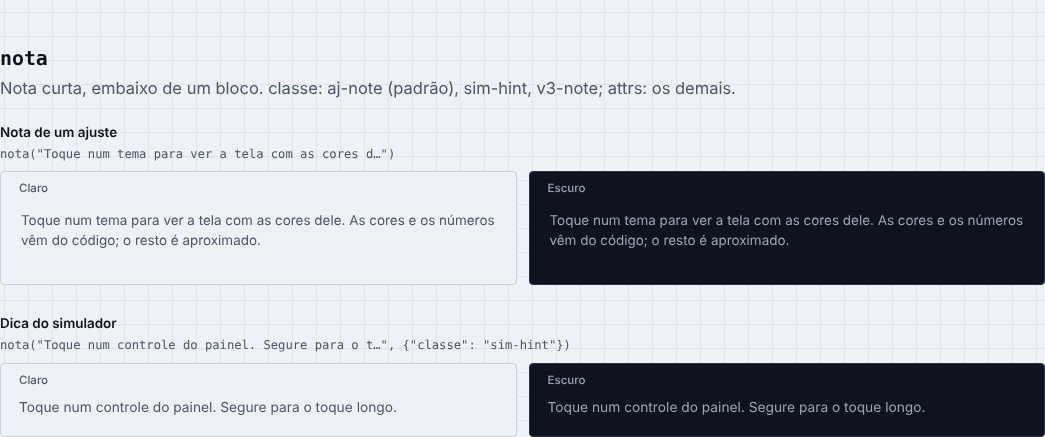 nota
Nota curta, embaixo de um bloco. classe: aj-note (padrão), sim-hint, v3-note; attrs: os demais.
Nota de um ajuste
nota("Toque num tema para ver a tela com as cores d…")
Claro
Toque num tema para ver a tela com as cores dele. As cores e os números
vêm do código; o resto é aproximado.
Escuro
Toque num tema para ver a tela com as cores dele. As cores e os números
vêm do código; o resto é aproximado.
Dica do simulador
nota("Toque num controle do painel. Segure para o t…", {"classe": "sim-hint"})
Claro
Toque num controle do painel. Segure para o toque longo.
Escuro
Toque num controle do painel. Segure para o toque longo.